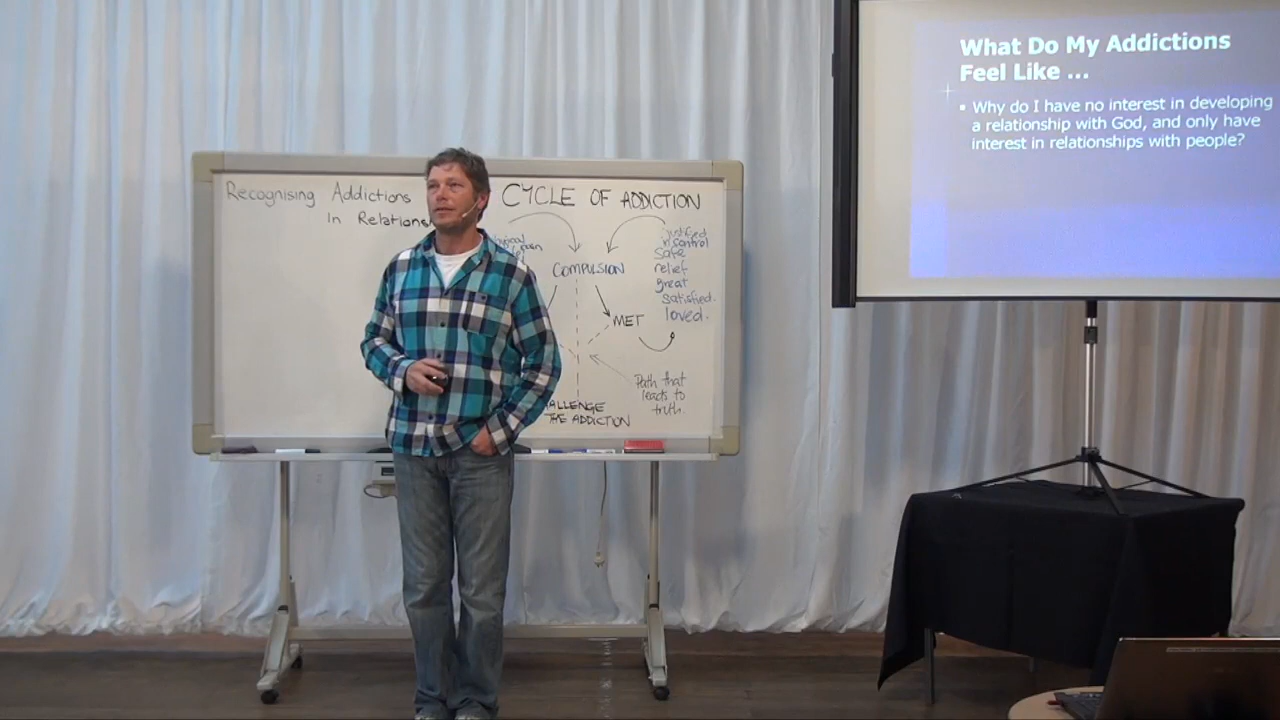 Recognising Addictions
In Relations
CYCLE OF ADDICTION
COMPULSION
justified
in control
safe
relief
great
satisfied.
loved.
MET
Path that
leads to
truth.
ALLENGE
THE ADDICTION
What Do My Addictions
Feel Like ...
• Why do I have no interest in developing
a relationship with God, and only have
interest in relationships with people?